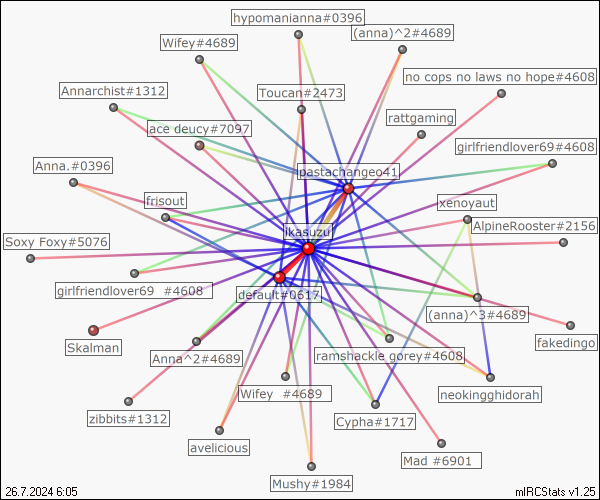 hypomanianna#0396
(anna)^2#4689
Wifey#4689
no cops no laws no hope#4608
Annarchist#1312
Toucan#2473
rattgaming
ace deucy#7097
girlfriendlover69#4608
Anna.#0396
pastachangeo41
frisout
xenoyaut
AlpineRooster#2156
ikasuzu
Soxy Foxy#5076
girlfriendlover69 #4608
default#0617
(anna)^3#4689
fakedingo
Skalman
Anna^2#4689
ramshackle gorey#4608
Wifey #4689
neokingghidorah
zibbits#1312
Cypha#1717
avelicious
Mad #6901
Mushy#1984
26.7.2024 6:05
mIRCStats v1.25